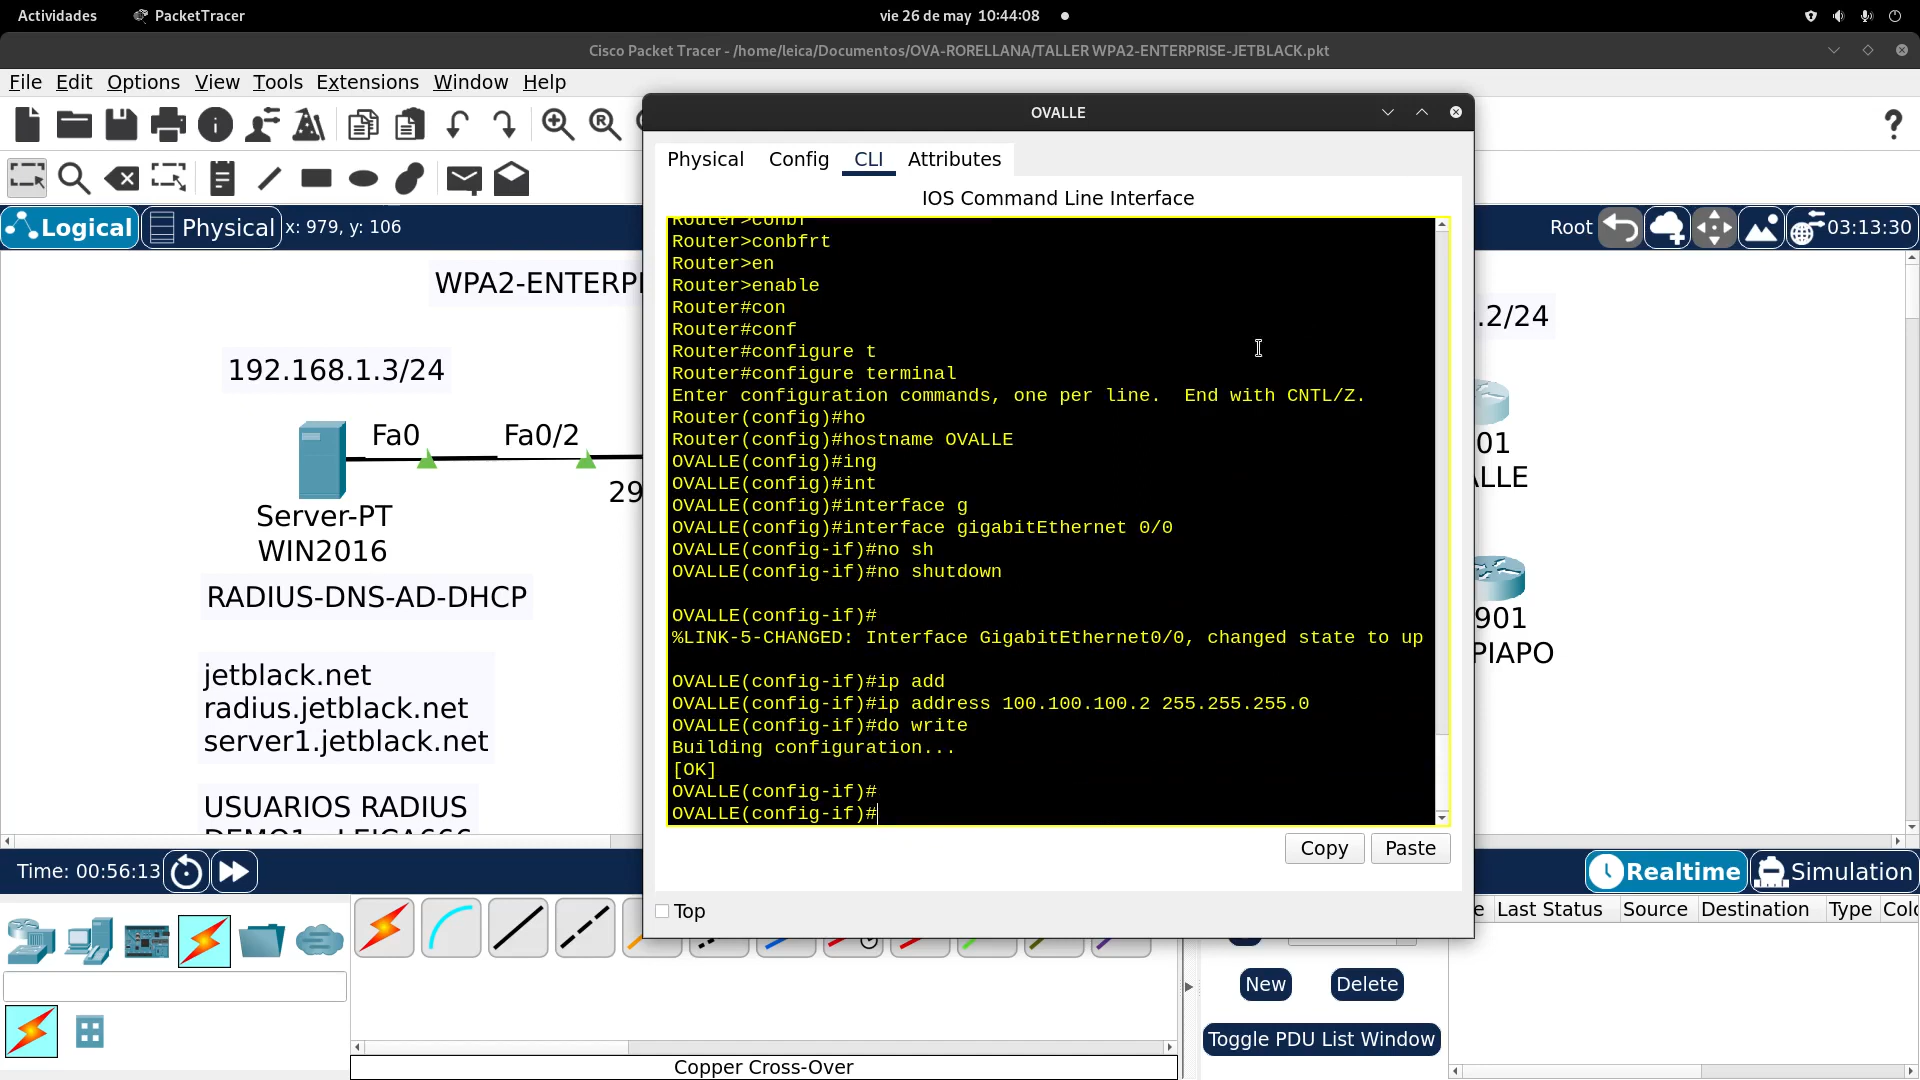 Actividades
PacketTracer
vie 26 de may 10:44:08
Cisco Packet Tracer - /home/leica/Documentos/OVA-RORELLANA/TALLER WPA2-ENTERPRISE-JETBLACK.pkt
File Edit Options View Tools Extensions Window Help
Logical
Physical
x: 979, y: 106
Root
03:13:30
WPA2-ENTERP
192.168.1.3/24
Fa0
Fa0/2
29
Server-PT
WIN2016
RADIUS-DNS-AD-DHCP
jetblack.net
radius.jetblack.net
server1.jetblack.net
USUARIOS RADIUS
DEMO1 - LEICA666
OVALLE
Physical Config CLI Attributes
IOS Command Line Interface
Router>conbf
Router>conbfrt
Router>en
Router>enable
Router#con
Router#conf
Router#configure t
Router#configure terminal
Enter configuration commands, one per line.  End with CNTL/Z.
Router(config)#ho
Router(config)#hostname OVALLE
OVALLE(config)#ing
OVALLE(config)#int
OVALLE(config)#interface g
OVALLE(config)#interface gigabitEthernet 0/0
OVALLE(config-if)#no sh
OVALLE(config-if)#no shutdown
OVALLE(config-if)#
%LINK-5-CHANGED: Interface GigabitEthernet0/0, changed state to up
OVALLE(config-if)#ip add
OVALLE(config-if)#ip address 100.100.100.2 255.255.255.0
OVALLE(config-if)#do write
Building configuration...
[OK]
OVALLE(config-if)#
OVALLE(config-if)#
Copy
Paste
Top
.2/24
01
ALLE
901
PIAPO
Time: 00:56:13
Realtime
Simulation
e Last Status Source Destination Type Colo
New
Delete
Toggle PDU List Window
Copper Cross-Over